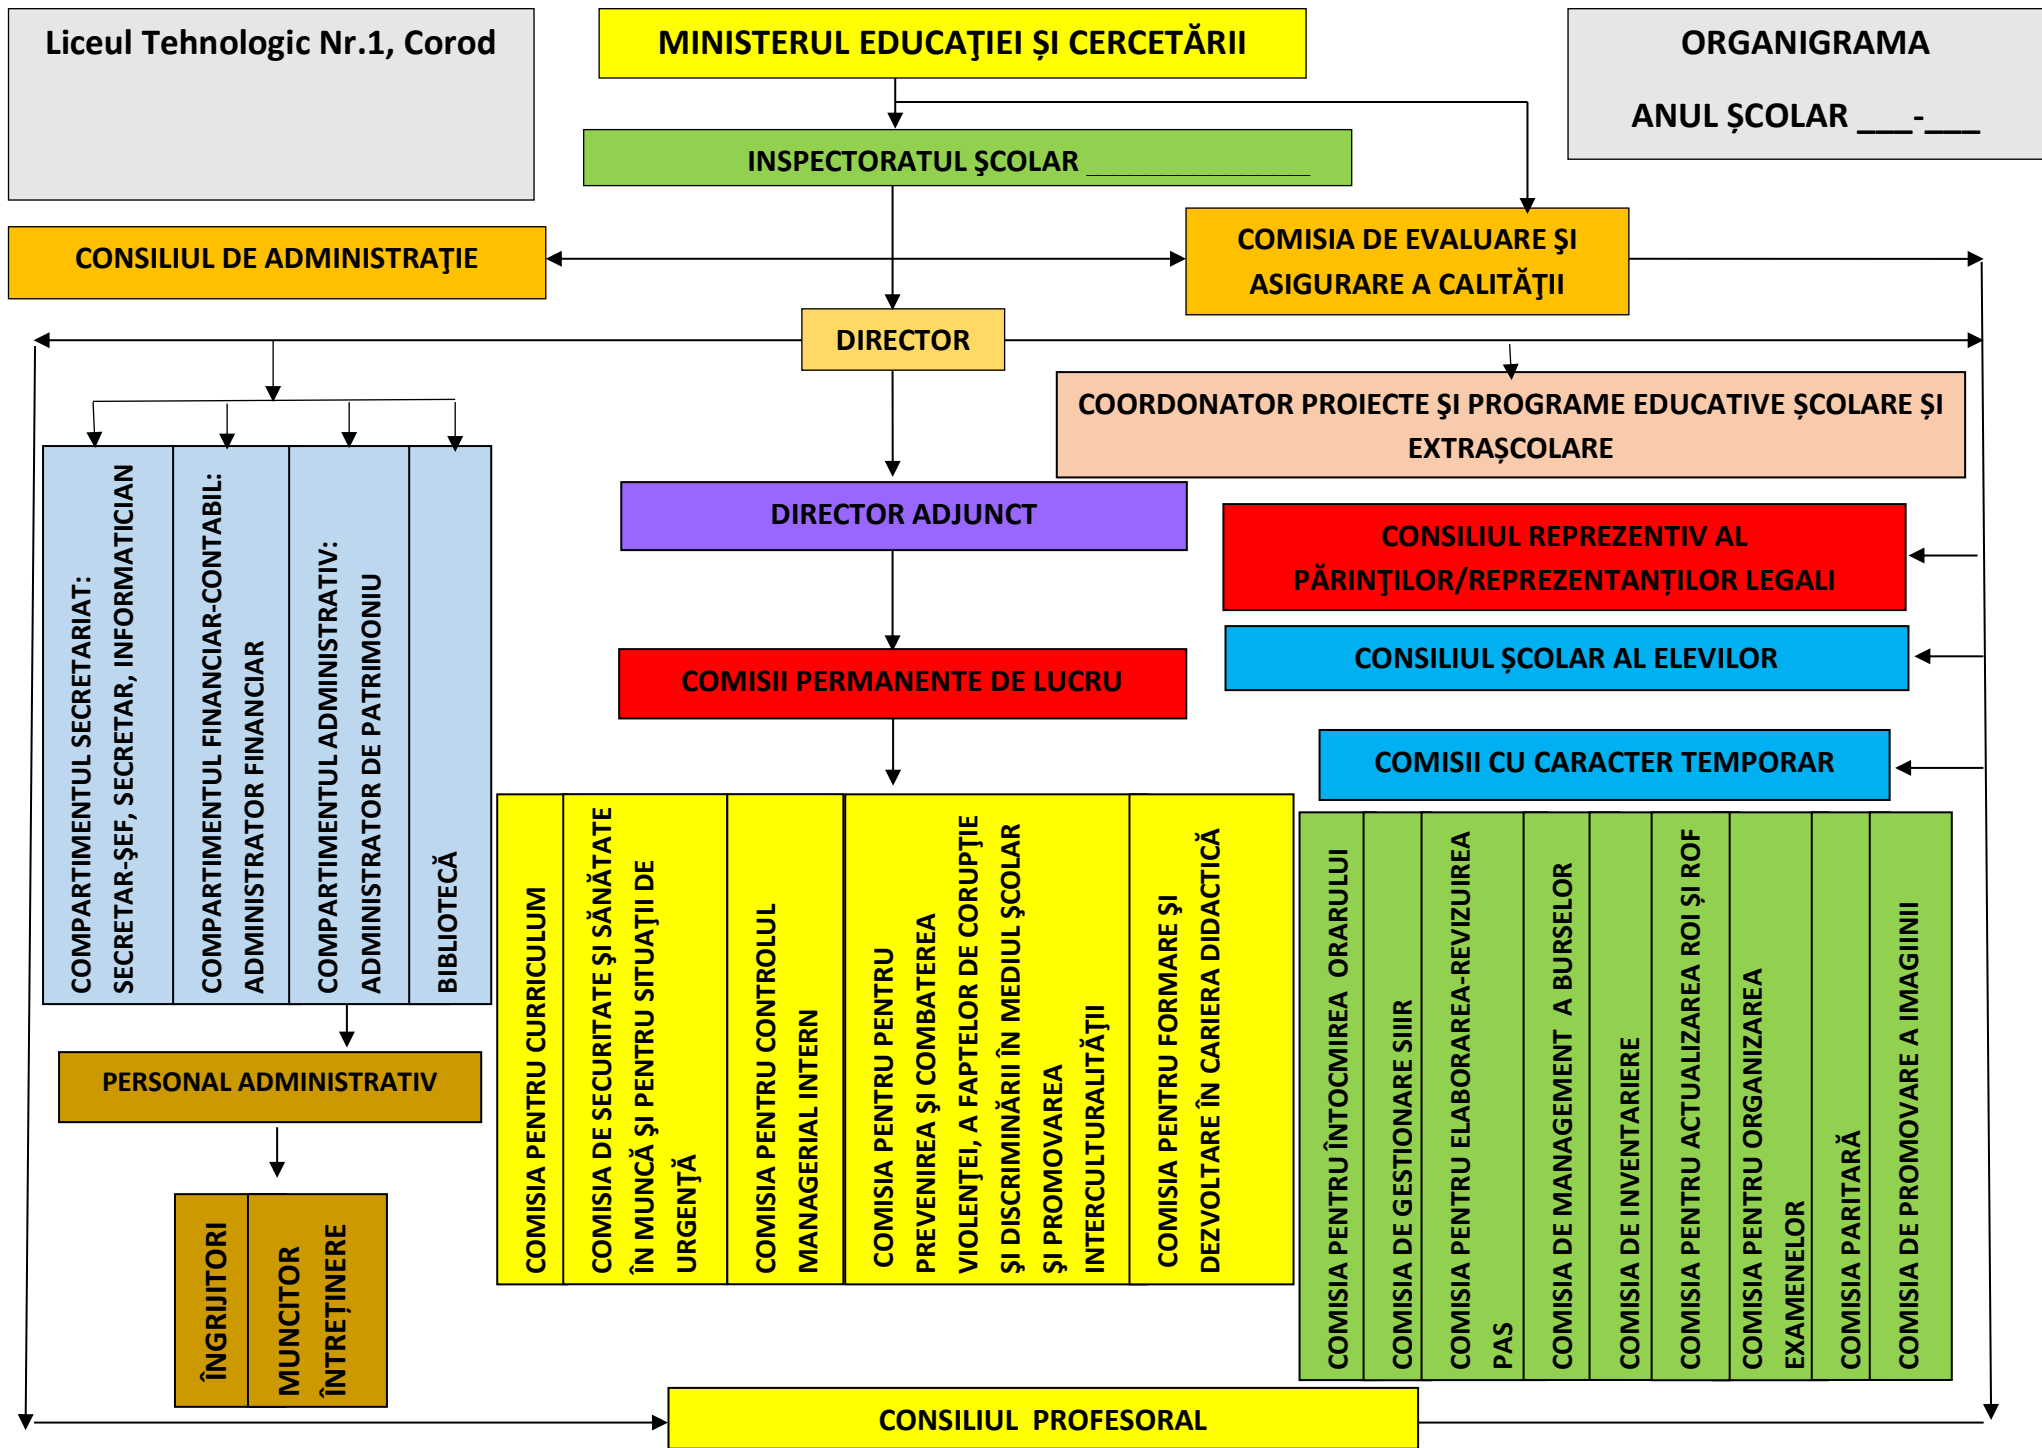 Liceul Tehnologic Nr.1, Corod
MINISTERUL EDUCAŢIEI ȘI CERCETĂRII
ORGANIGRAMA
ANUL ȘCOLAR ___-___
INSPECTORATUL ŞCOLAR ______________
CONSILIUL DE ADMINISTRAŢIE
COMISIA DE EVALUARE ŞI
ASIGURARE A CALITĂŢII
DIRECTOR
COORDONATOR PROIECTE ŞI PROGRAME EDUCATIVE ȘCOLARE ȘI
EXTRAȘCOLARE
DIRECTOR ADJUNCT
CONSILIUL REPREZENTIV AL
PĂRINŢILOR/REPREZENTANȚILOR LEGALI
CONSILIUL ȘCOLAR AL ELEVILOR
COMISII PERMANENTE DE LUCRU
COMISII CU CARACTER TEMPORAR
COMPARTIMENTUL SECRETARIAT:
SECRETAR-ŞEF, SECRETAR, INFORMATICIAN
COMPARTIMENTUL FINANCIAR-CONTABIL:
ADMINISTRATOR FINANCIAR
COMPARTIMENTUL ADMINISTRATIV:
ADMINISTRATOR DE PATRIMONIU
BIBLIOTECĂ
PERSONAL ADMINISTRATIV
ÎNGRIJITORI
MUNCITOR
ÎNTREȚINERE
COMISIA PENTRU CURRICULUM
COMISIA DE SECURITATE ŞI SĂNĂTATE
ÎN MUNCĂ ŞI PENTRU SITUAŢII DE
URGENŢĂ
COMISIA PENTRU CONTROLUL
MANAGERIAL INTERN
COMISIA PENTRU PENTRU
PREVENIREA ŞI COMBATEREA
VIOLENŢEI, A FAPTELOR DE CORUPŢIE
ŞI DISCRIMINĂRII ÎN MEDIUL ŞCOLAR
ŞI PROMOVAREA
INTERCULTURALITĂŢII
COMISIA PENTRU FORMARE ŞI
DEZVOLTARE ÎN CARIERA DIDACTICĂ
COMISIA PENTRU ÎNTOCMIREA ORARULUI
COMISIA DE GESTIONARE SIIIR
COMISIA PENTRU ELABORAREA-REVIZUIREA
PAS
COMISIA DE MANAGEMENT A BURSELOR
COMISIA DE INVENTARIERE
COMISIA PENTRU ACTUALIZAREA ROI ȘI ROF
COMISIA PENTRU ORGANIZAREA
EXAMENELOR
COMISIA PARITARĂ
COMISIA DE PROMOVARE A IMAGINII
CONSILIUL PROFESORAL